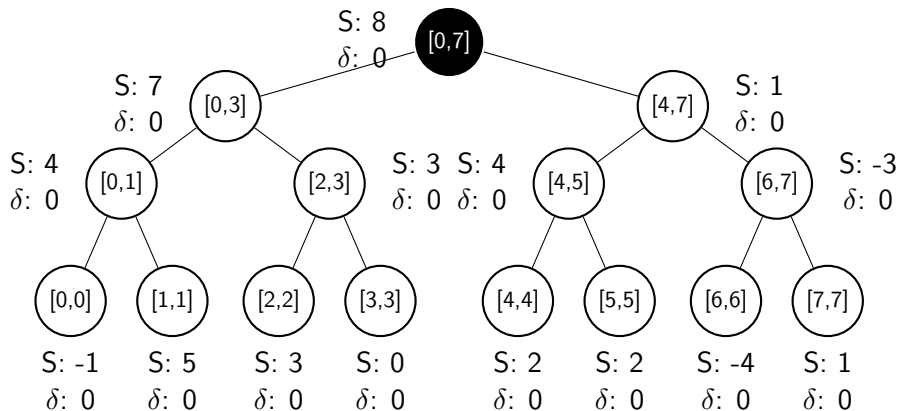 S: 8
δ: 0
[0,7]
S: 7
δ: 0
[0,3]
[4,7]
S: 1
δ: 0
S: 4
δ: 0
[0,1]
[2,3]
S: 3
δ: 0
S: 4
δ: 0
[4,5]
[6,7]
S: -3
δ: 0
[0,0]
[1,1]
[2,2]
[3,3]
[4,4]
[5,5]
[6,6]
[7,7]
S: -1
δ: 0
S: 5
δ: 0
S: 3
δ: 0
S: 0
δ: 0
S: 2
δ: 0
S: 2
δ: 0
S: -4
δ: 0
S: 1
δ: 0